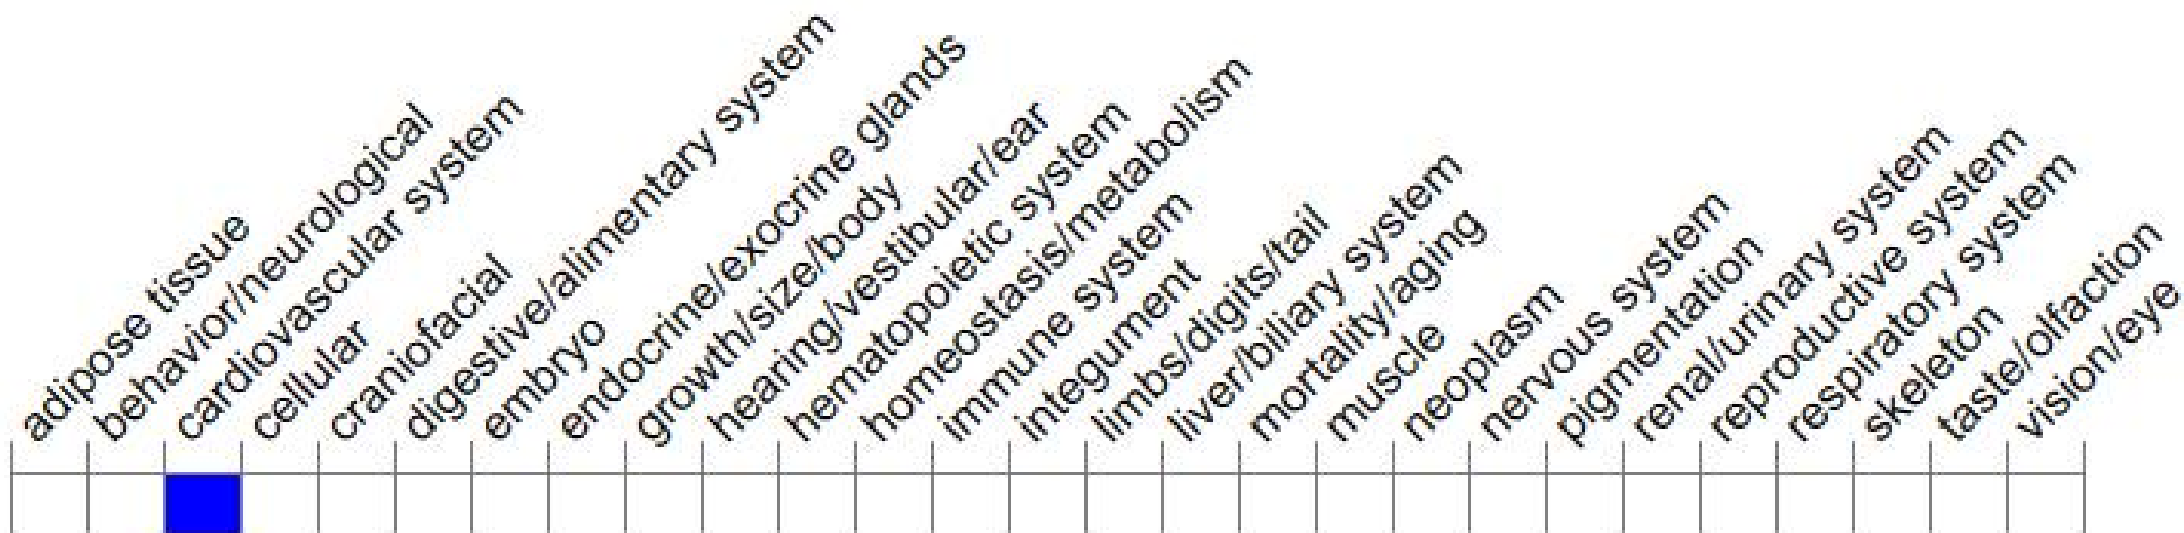 adipose tissue
behavior/neurological
cardiovascular system
cellular
craniofacial
digestive/alimentary system
embryo
endocrine/exocrine glands
growth/size/body
hearing/vestibular/ear
hematopoietic system
homeostasis/metabolism
immune system
integument
limbs/digits/tail
liver/biliary system
mortality/aging
muscle
neoplasm
nervous system
pigmentation
renal/urinary system
reproductive system
respiratory system
skeleton
taste/olfaction
vision/eye